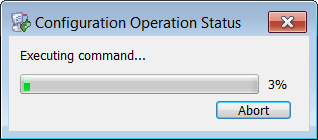 Configuration Operation Status
Executing command...
3%
Abort